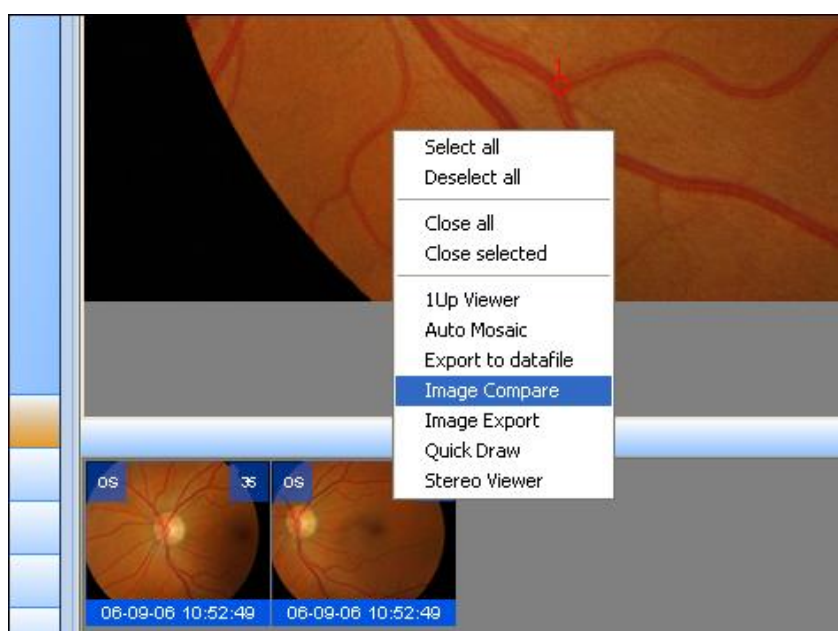 Select all
Deselect all
Close all
Close selected
1Up Viewer
Auto Mosaic
Export to datafile
Image Compare
Image Export
Quick Draw
Stereo Viewer
OS 35 OS
06-09-06 10:52:49 06-09-06 10:52:49